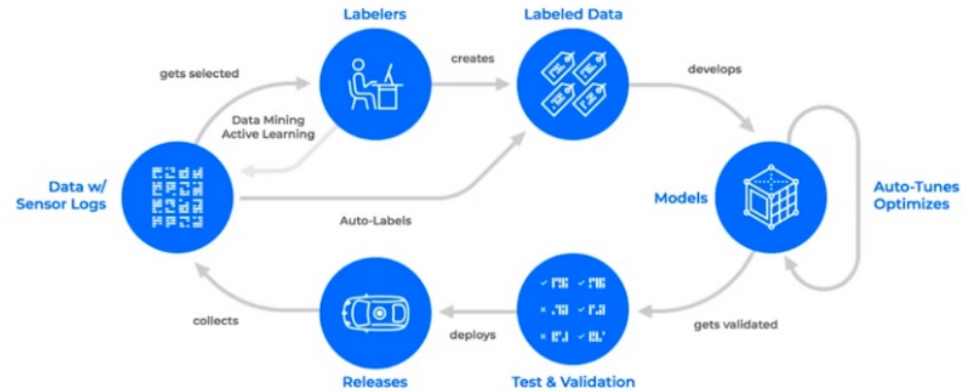 Labelers
Labeled Data
creates
gets selected
develops
Data Mining
Active Learning
Data w/
Sensor Logs
Models
Auto-Tunes
Optimizes
Auto-Labels
collects
deploys
gets validated
Releases
Test & Validation